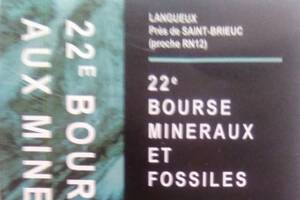 LANGUEUX
Près de SAINT-BRIEUC
(proche RN12)
22e
BOURSE
MINERAUX
ET
FOSSILES
22E BOUR
AUX MINE